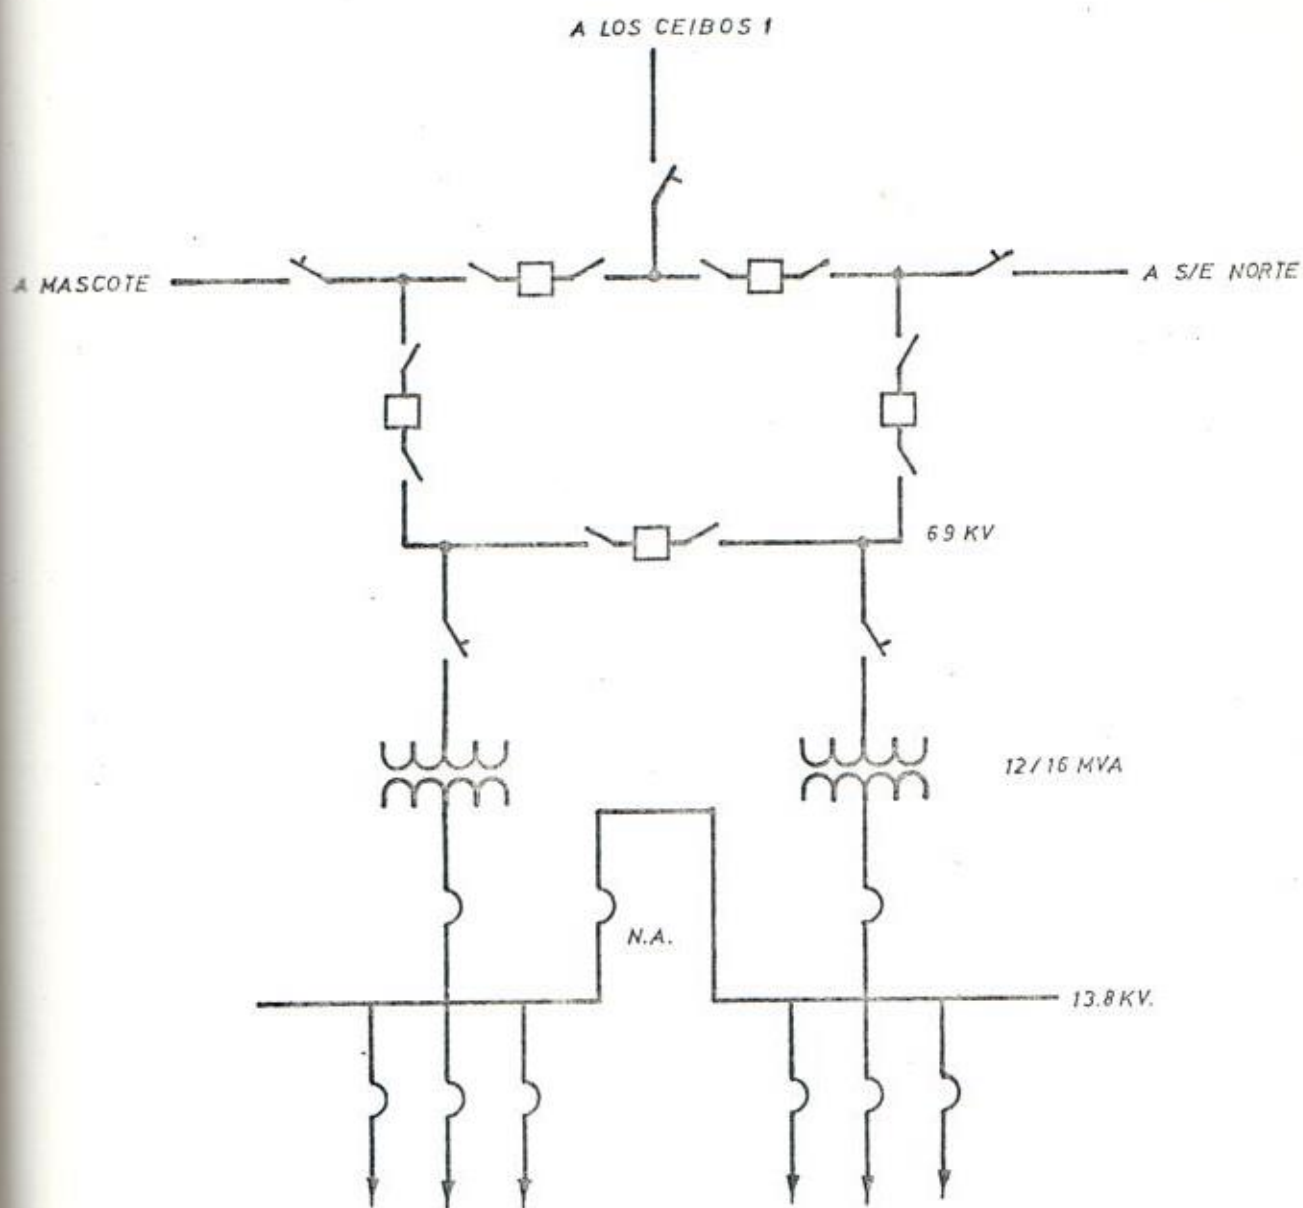 A LOS CEIBOS 1
A MASCOTE
A S/E NORTE
69 KV
12/16 MVA
N.A.
13.8 KV.